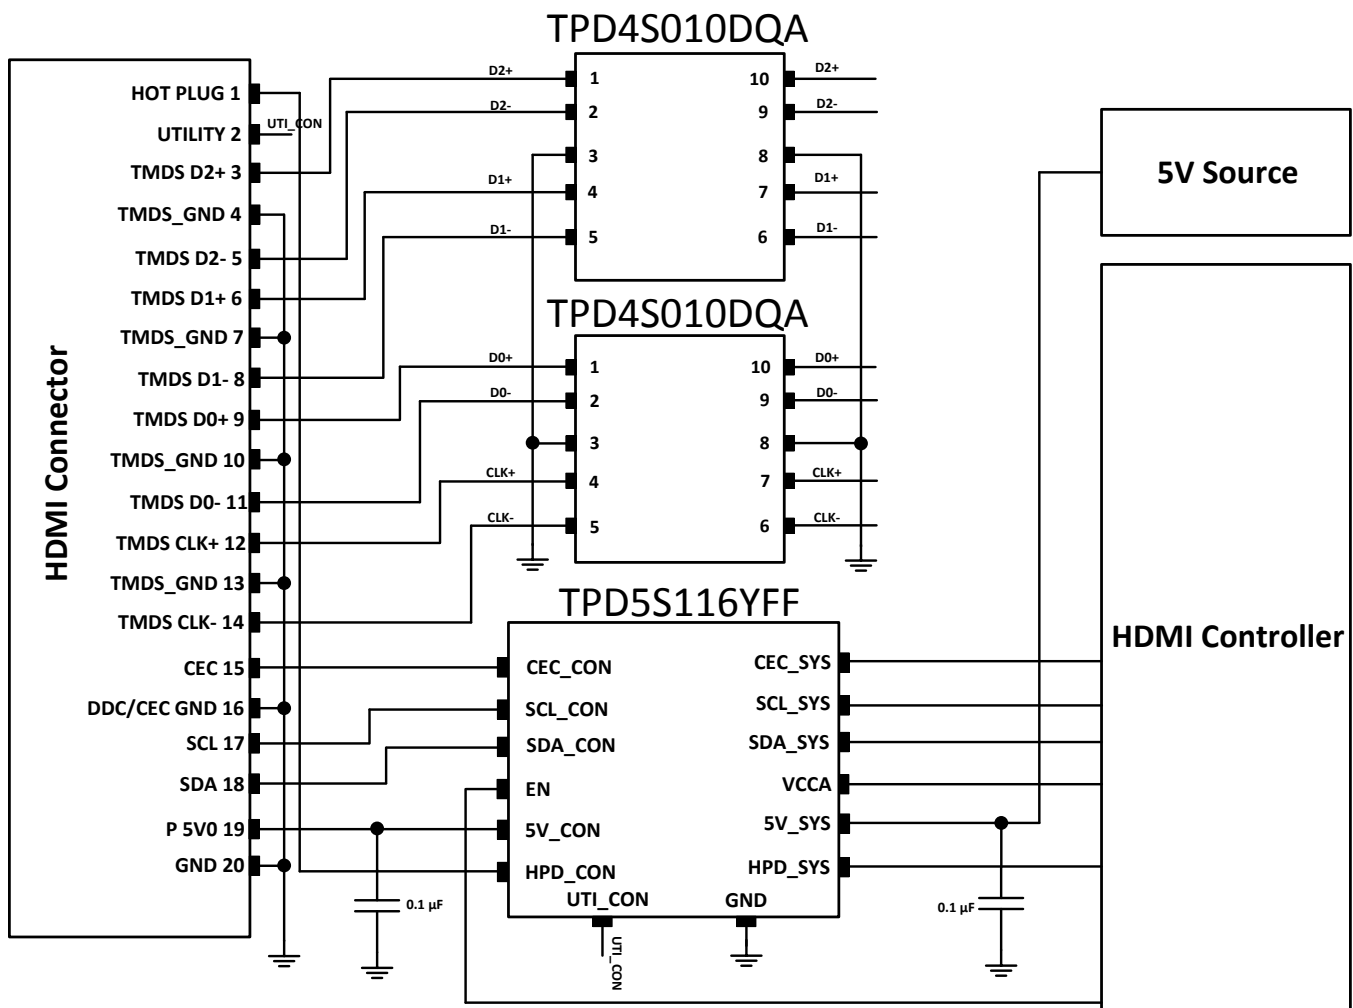 TPD4S010DQA
HOT PLUG 1
UTILITY 2
UTI_CON
TMDS D2+ 3
TMDS_GND 4
TMDS D2- 5
TMDS D1+ 6
TMDS_GND 7
TMDS D1- 8
TMDS D0+ 9
TMDS_GND 10
TMDS D0- 11
TMDS CLK+ 12
TMDS_GND 13
TMDS CLK- 14
CEC 15
DDC/CEC GND 16
SCL 17
SDA 18
P 5V0 19
GND 20
HDMI Connector
D2+
D2-
D1+
D1-
1
2
3
4
5
10
9
8
7
6
D2+
D2-
D1+
D1-
TPD4S010DQA
D0+
D0-
CLK+
CLK-
1
2
3
4
5
10
9
8
7
6
D0+
D0-
CLK+
CLK-
TPD5S116YFF
CEC_CON
SCL_CON
SDA_CON
EN
5V_CON
HPD_CON
UTI_CON
GND
CEC_SYS
SCL_SYS
SDA_SYS
VCCA
5V_SYS
HPD_SYS
UTI_CON
0.1 µF
0.1 µF
5V Source
HDMI Controller